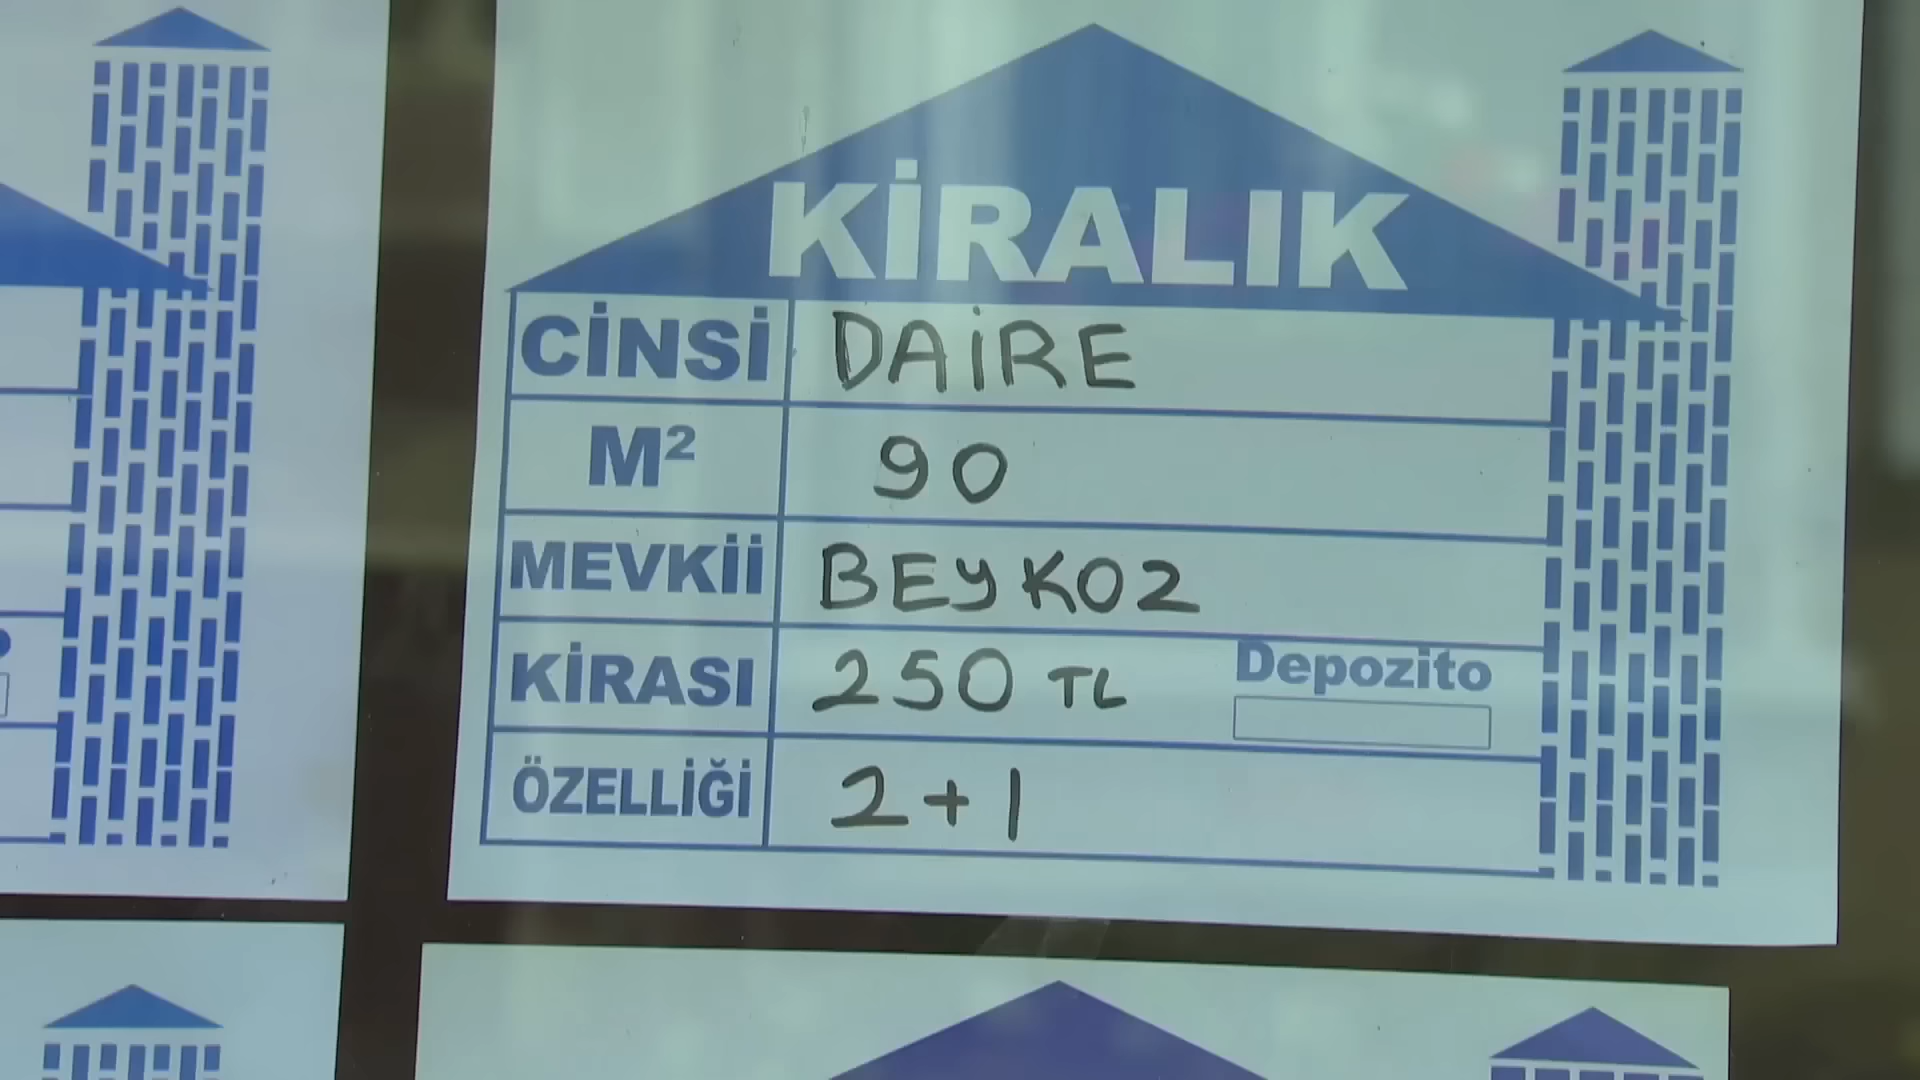 KİRALIK
CİNSİ DAİRE
M² 90
MEVKİİ BEYKOZ
KİRASI 250 TL Depozito
ÖZELLİĞİ 2+1